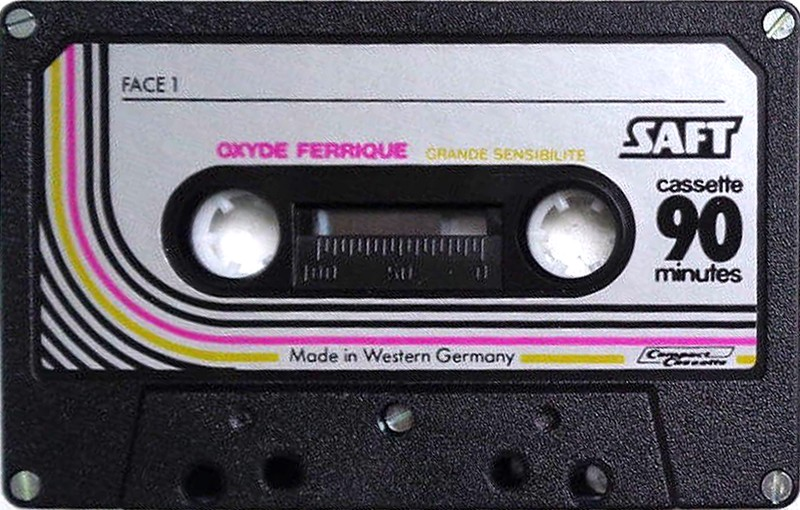 FACE 1
OXYDE FERRIQUE GRANDE SENSIBILITE
SAFT
cassette
90
minutes
100 50 0
Made in Western Germany
Compact
Cassette